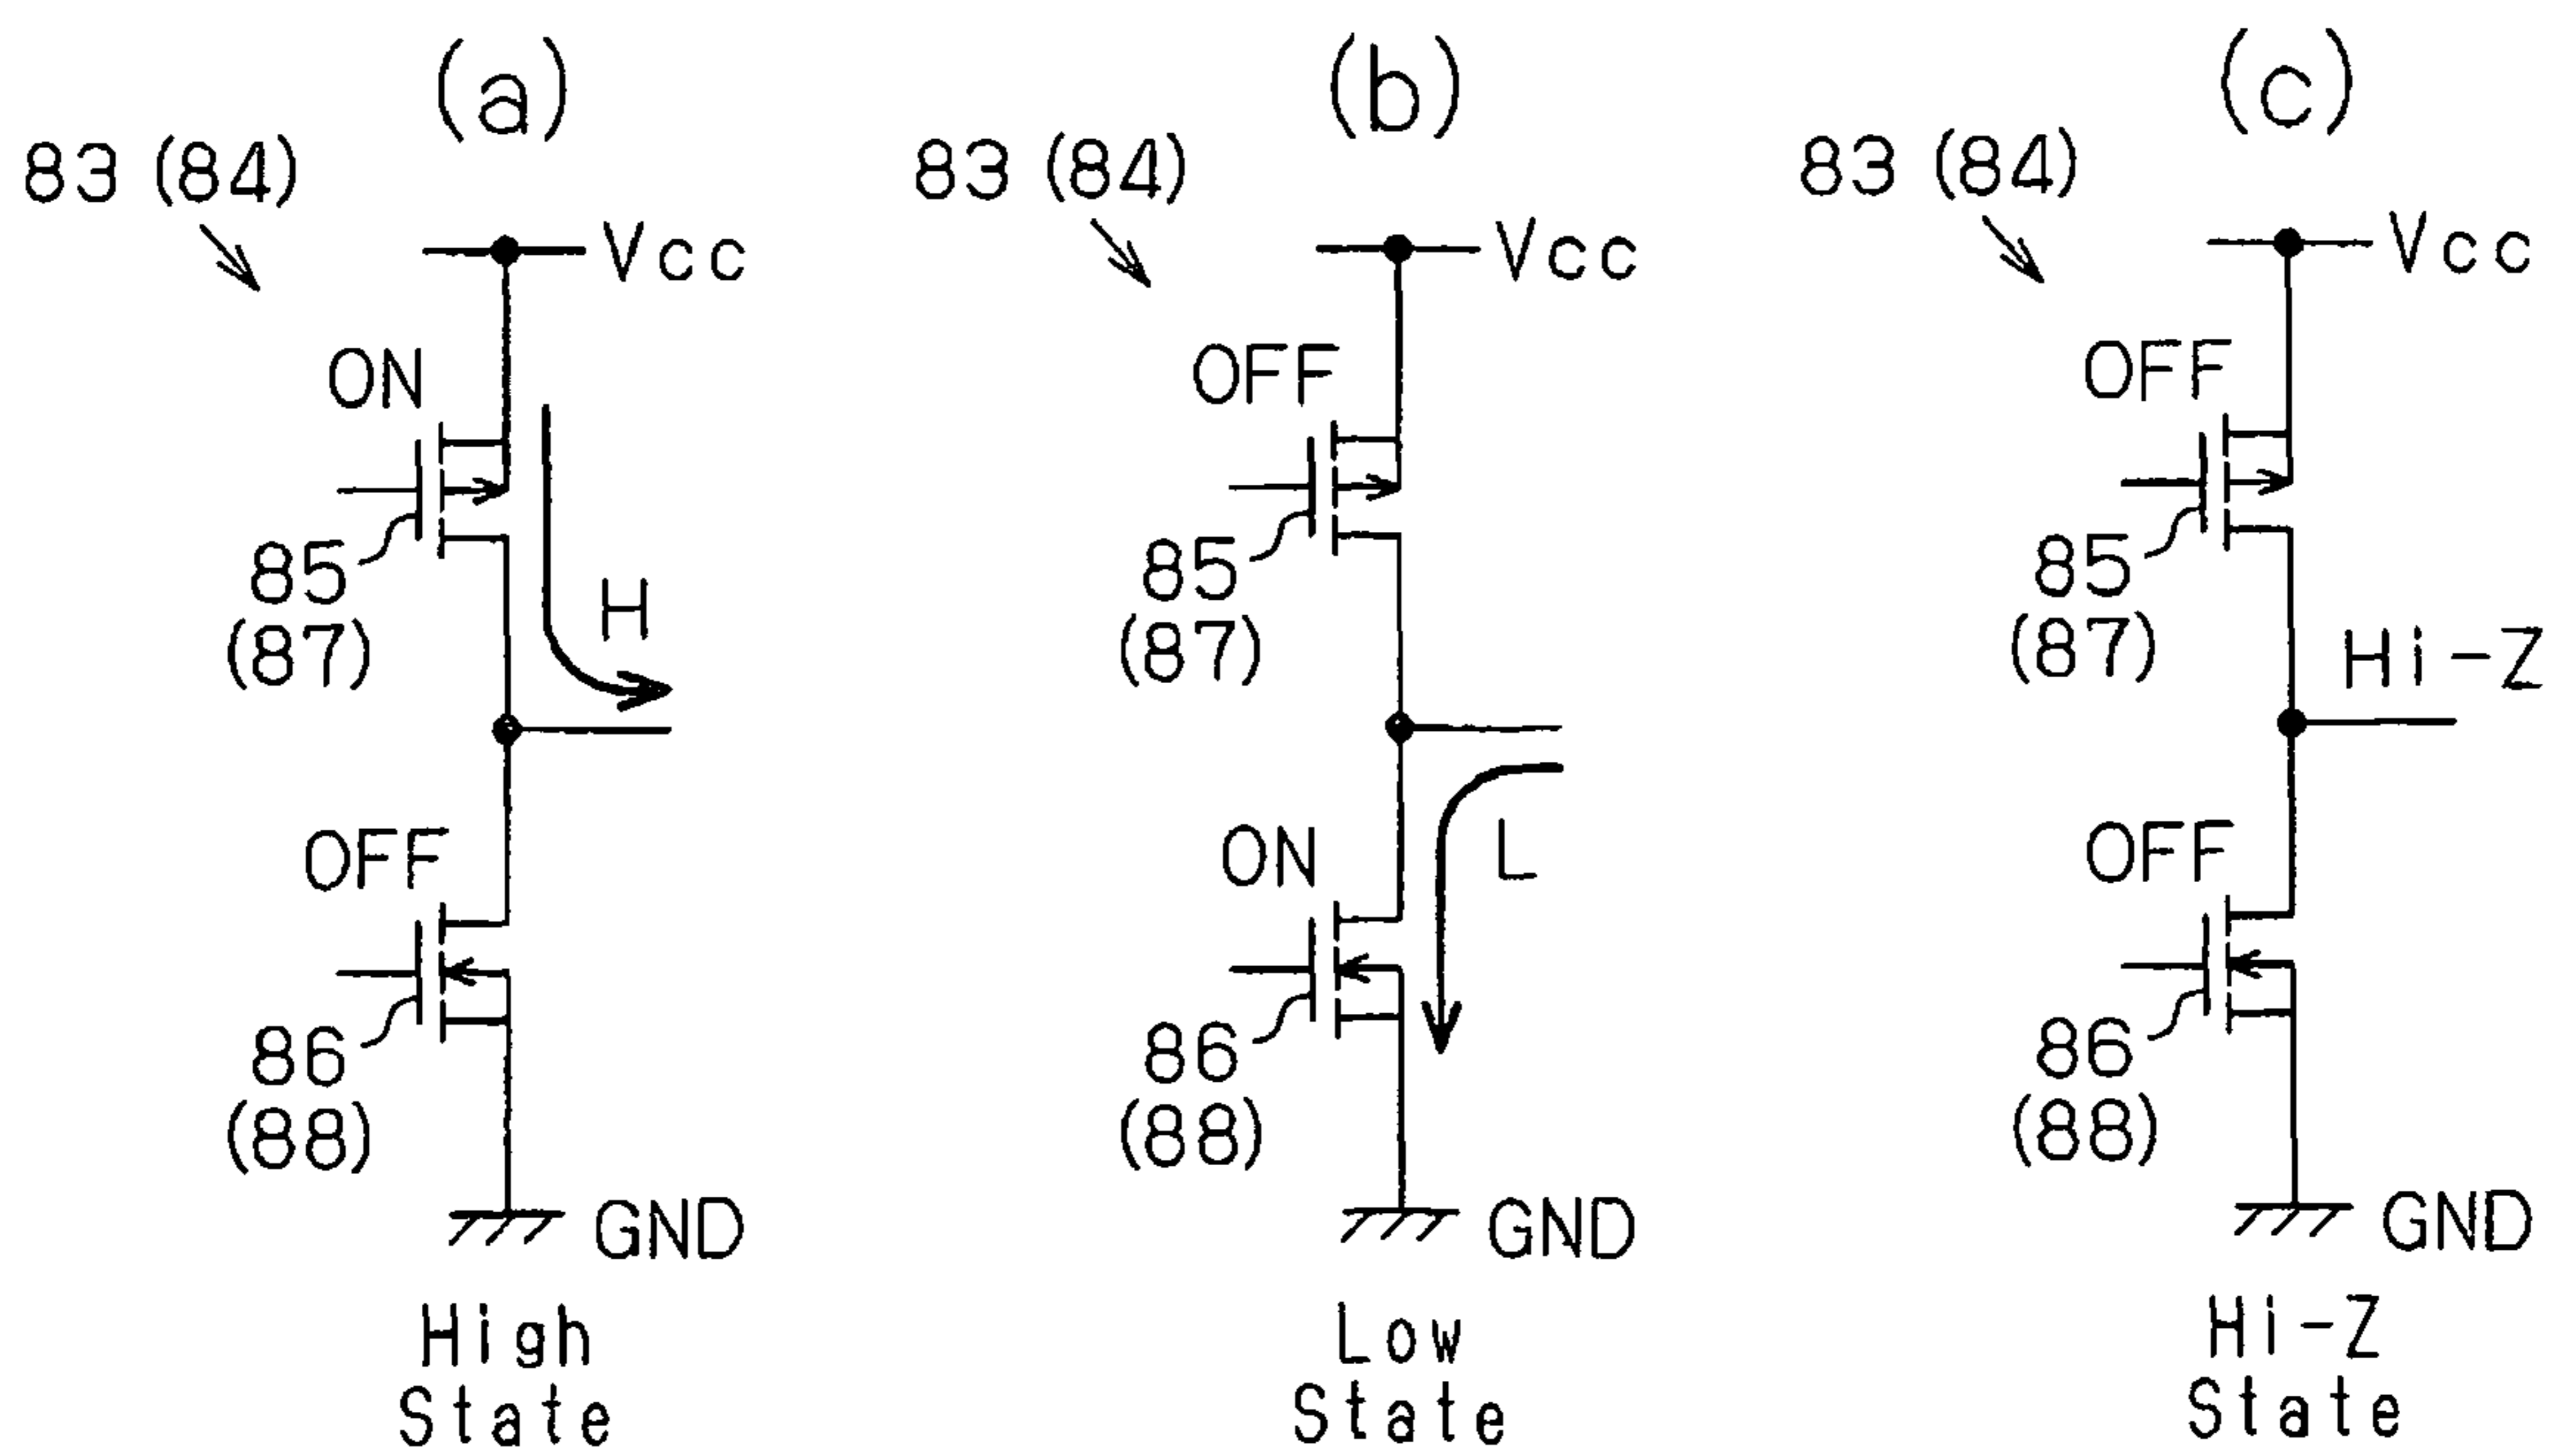 (a)
83 (84)
Vcc
ON
85
(87)
H
OFF
86
(88)
GND
High
State
(b)
83 (84)
Vcc
OFF
85
(87)
ON
L
86
(88)
GND
Low
State
(c)
83 (84)
Vcc
OFF
85
(87)
Hi-Z
OFF
86
(88)
GND
Hi-Z
State